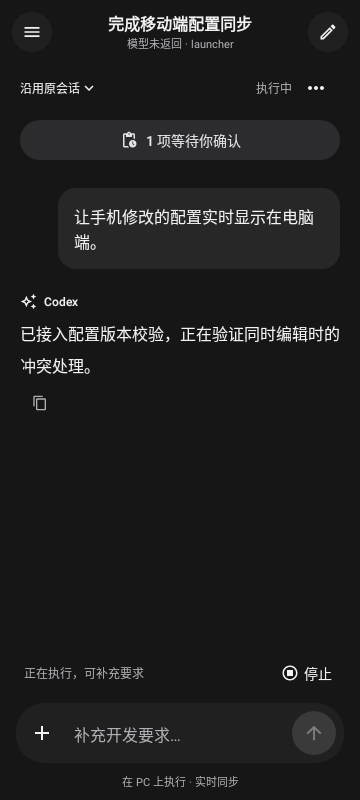 完成移动端配置同步
模型未返回 · launcher
沿用原会话
执行中
1 项等待你确认
让手机修改的配置实时显示在电脑
端。
Codex
已接入配置版本校验，正在验证同时编辑时的
冲突处理。
正在执行，可补充要求
停止
补充开发要求…
在 PC 上执行 · 实时同步